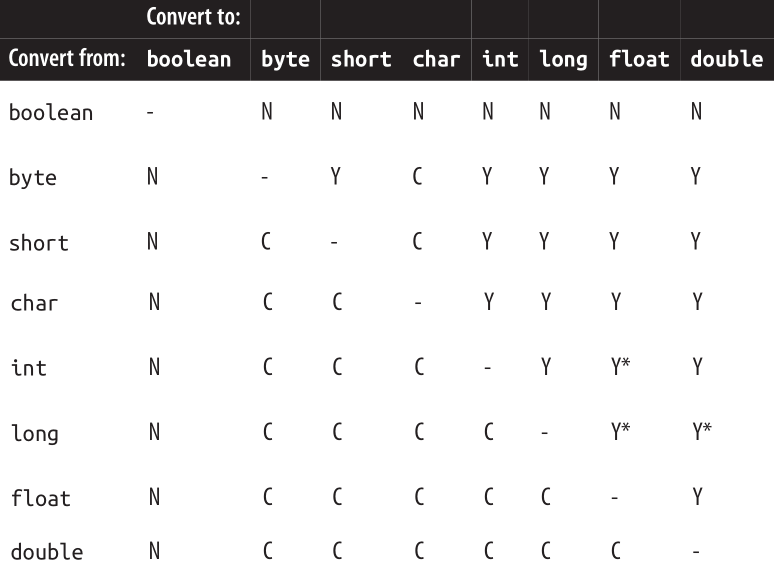 Convert to:
Convert from: boolean byte short char int long float double
boolean - N N N N N N N
byte N - Y C Y Y Y Y
short N C - C Y Y Y Y
char N C C - Y Y Y Y
int N C C C - Y Y* Y
long N C C C C - Y* Y*
float N C C C C C - Y
double N C C C C C C -